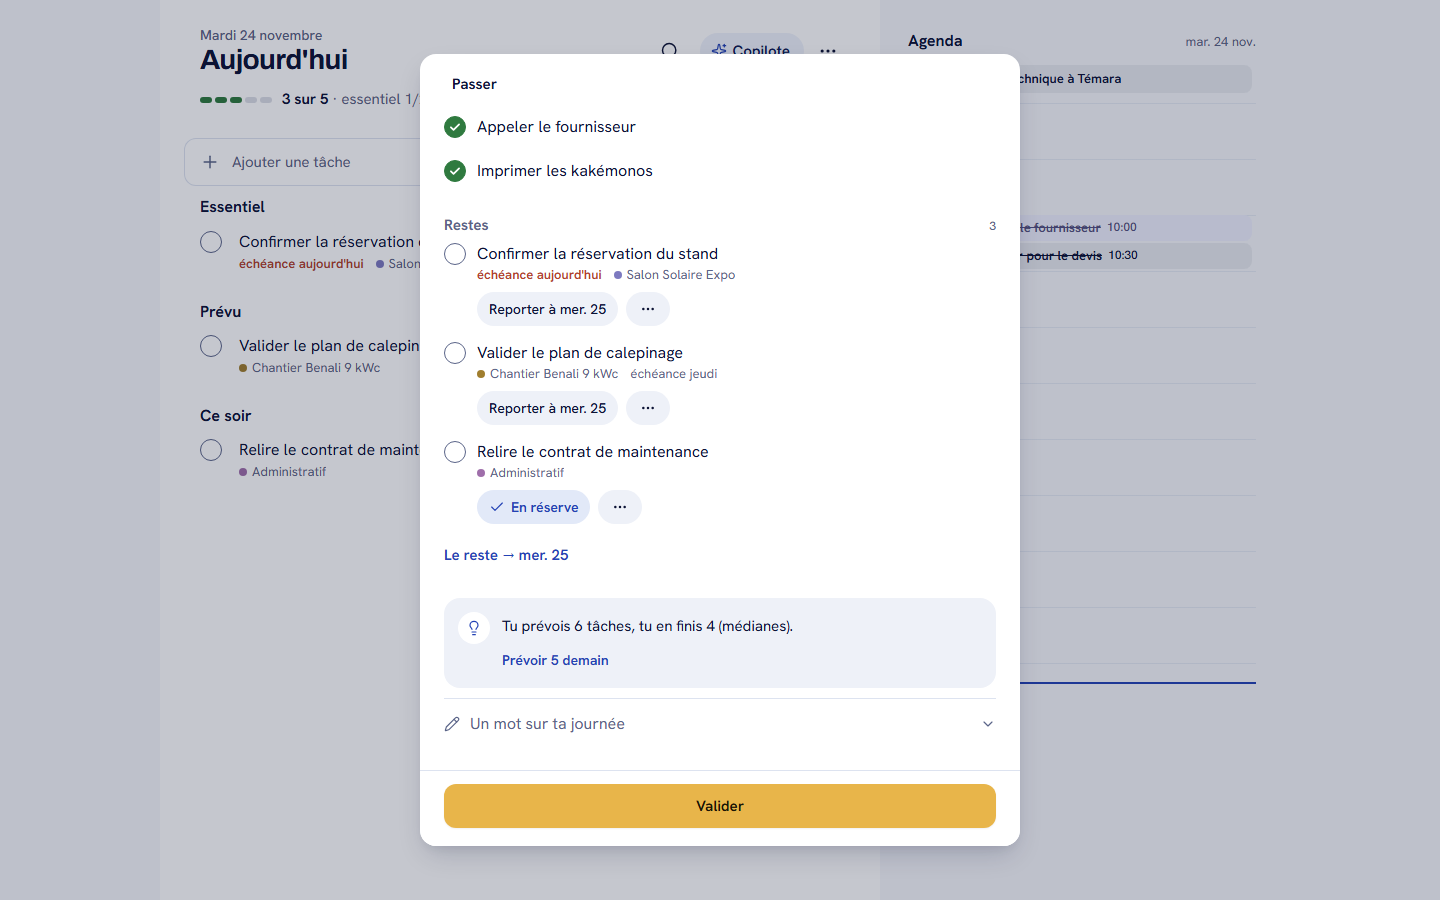 Mardi 24 novembre
Aujourd'hui
3 sur 5 · essentiel 1/
Ajouter une tâche
Essentiel
Confirmer la réservation
échéance aujourd'hui Salon
Prévu
Valider le plan de calepin
Chantier Benali 9 kWc
Ce soir
Relire le contrat de maint
Administratif
Copilote
Passer
Appeler le fournisseur
Imprimer les kakémonos
Restes 3
Confirmer la réservation du stand
échéance aujourd'hui Salon Solaire Expo
Reporter à mer. 25
Valider le plan de calepinage
Chantier Benali 9 kWc échéance jeudi
Reporter à mer. 25
Relire le contrat de maintenance
Administratif
En réserve
Le reste → mer. 25
Tu prévois 6 tâches, tu en finis 4 (médianes).
Prévoir 5 demain
Un mot sur ta journée
Valider
Agenda mar. 24 nov.
chnique à Témara
le fournisseur 10:00
pour le devis 10:30